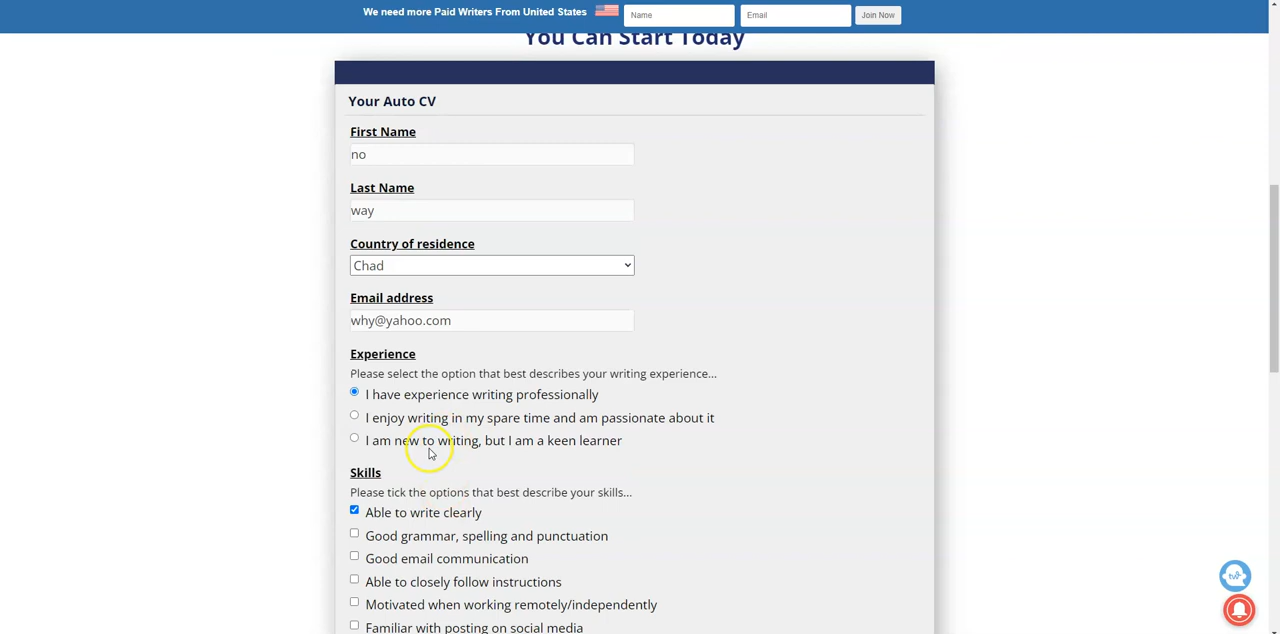 We need more Paid Writers From United States
Name
Email
Join Now
You Can Start Today
Your Auto CV
First Name
no
Last Name
way
Country of residence
Chad
Email address
why@yahoo.com
Experience
Please select the option that best describes your writing experience...
I have experience writing professionally
I enjoy writing in my spare time and am passionate about it
I am new to writing, but I am a keen learner
Skills
Please tick the options that best describe your skills...
Able to write clearly
Good grammar, spelling and punctuation
Good email communication
Able to closely follow instructions
Motivated when working remotely/independently
Familiar with posting on social media